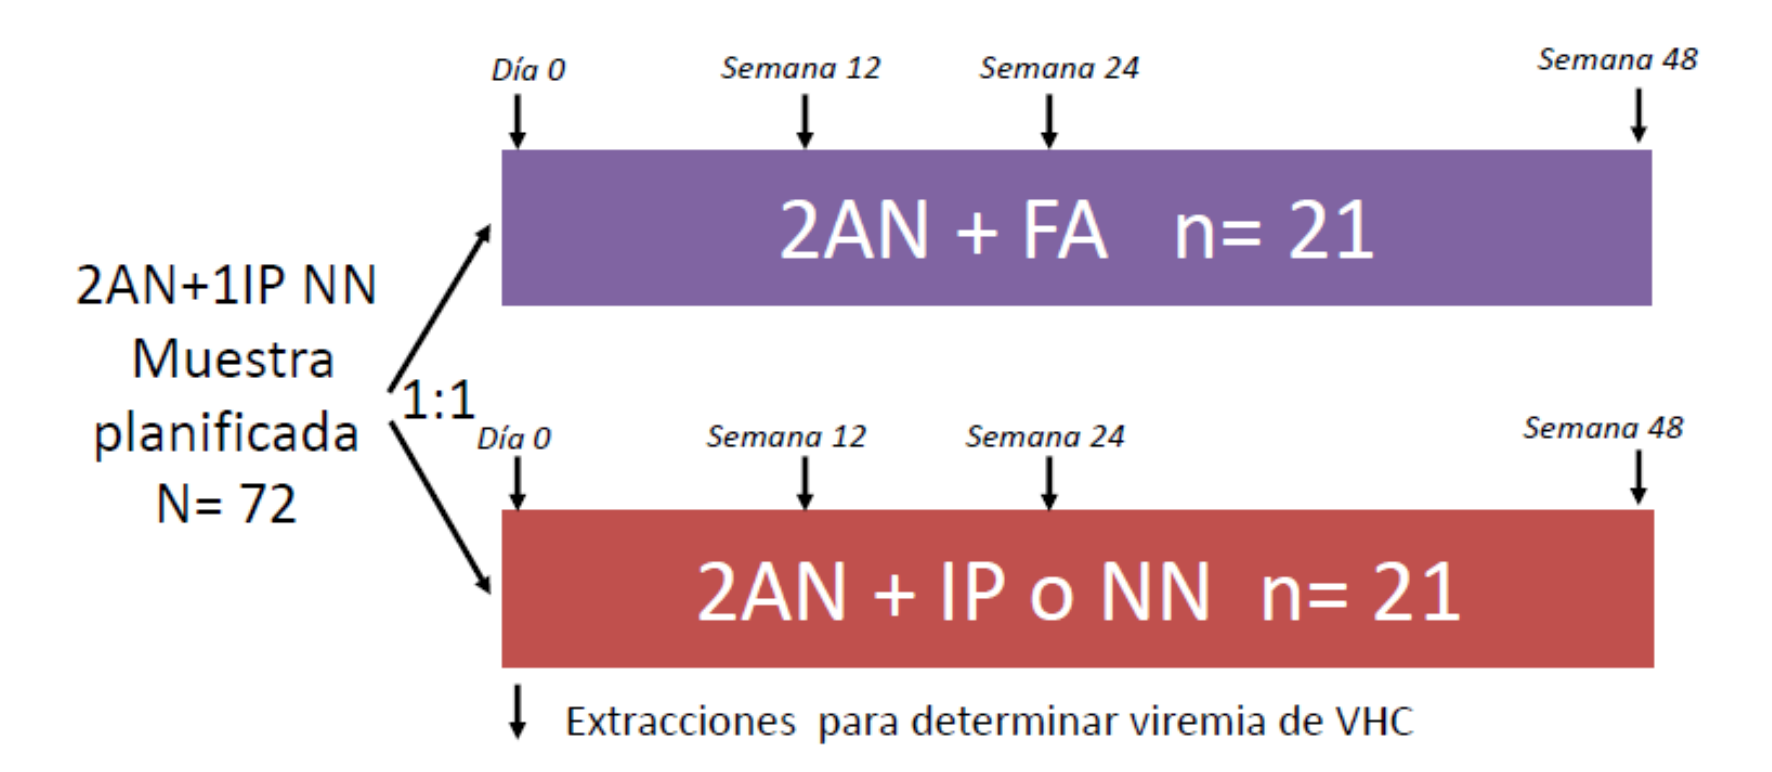 Día 0
Semana 12
Semana 24
Semana 48
2AN + FA n= 21
2AN+1IP NN
Muestra
planificada
N= 72
1:1
Día 0
Semana 12
Semana 24
Semana 48
2AN + IP o NN n= 21
Extracciones para determinar viremia de VHC